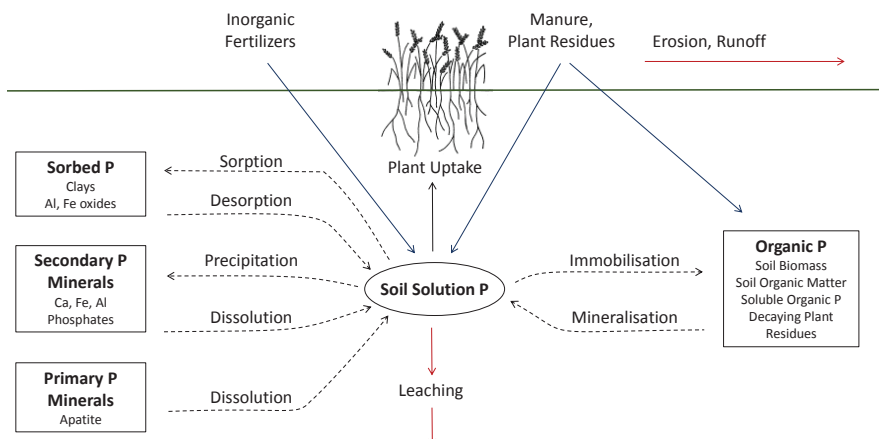 Inorganic
Fertilizers
Manure,
Plant Residues
Erosion, Runoff
Plant Uptake
Sorbed P
Clays
Al, Fe oxides
Sorption
Desorption
Secondary P
Minerals
Ca, Fe, Al
Phosphates
Precipitation
Dissolution
Primary P
Minerals
Apatite
Dissolution
Soil Solution P
Leaching
Immobilisation
Mineralisation
Organic P
Soil Biomass
Soil Organic Matter
Soluble Organic P
Decaying Plant
Residues